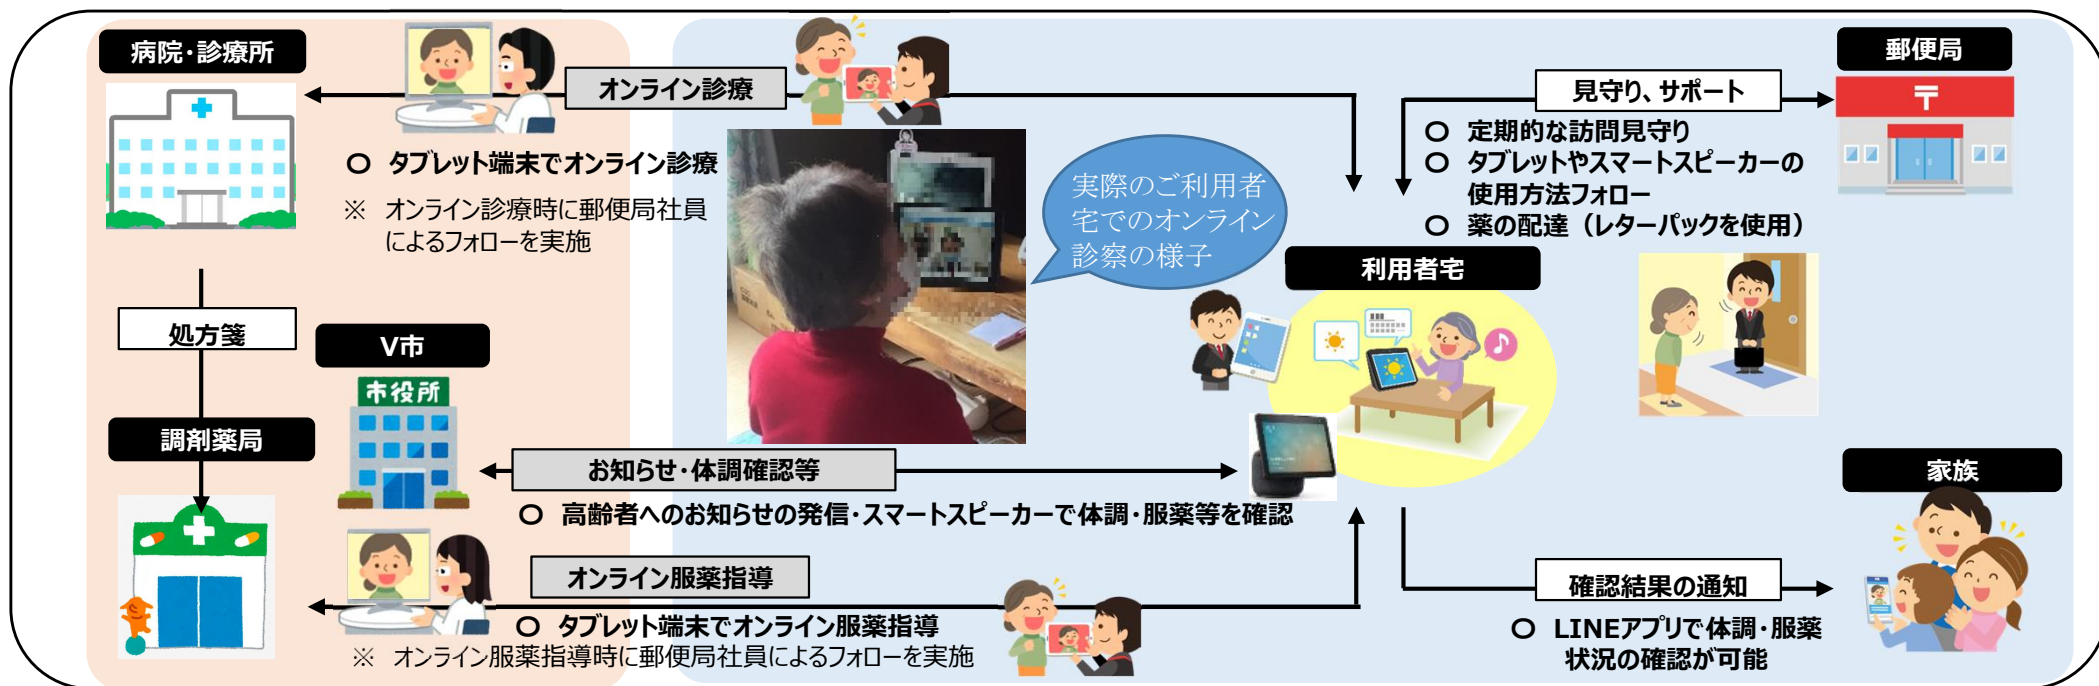 病院・診療所
オンライン診療
〇 タブレット端末でオンライン診療
※ オンライン診療時に郵便局社員
によるフォローを実施
実際のご利用者
宅でのオンライン
診察の様子
郵便局
〒
見守り、サポート
〇 定期的な訪問見守り
〇 タブレットやスマートスピーカーの
使用方法フォロー
〇 薬の配達（レターパックを使用）
利用者宅
処方箋
V市
市役所
調剤薬局
お知らせ・体調確認等
〇 高齢者へのお知らせの発信・スマートスピーカーで体調・服薬等を確認
オンライン服薬指導
〇 タブレット端末でオンライン服薬指導
※ オンライン服薬指導時に郵便局社員によるフォローを実施
家族
確認結果の通知
〇 LINEアプリで体調・服薬
状況の確認が可能